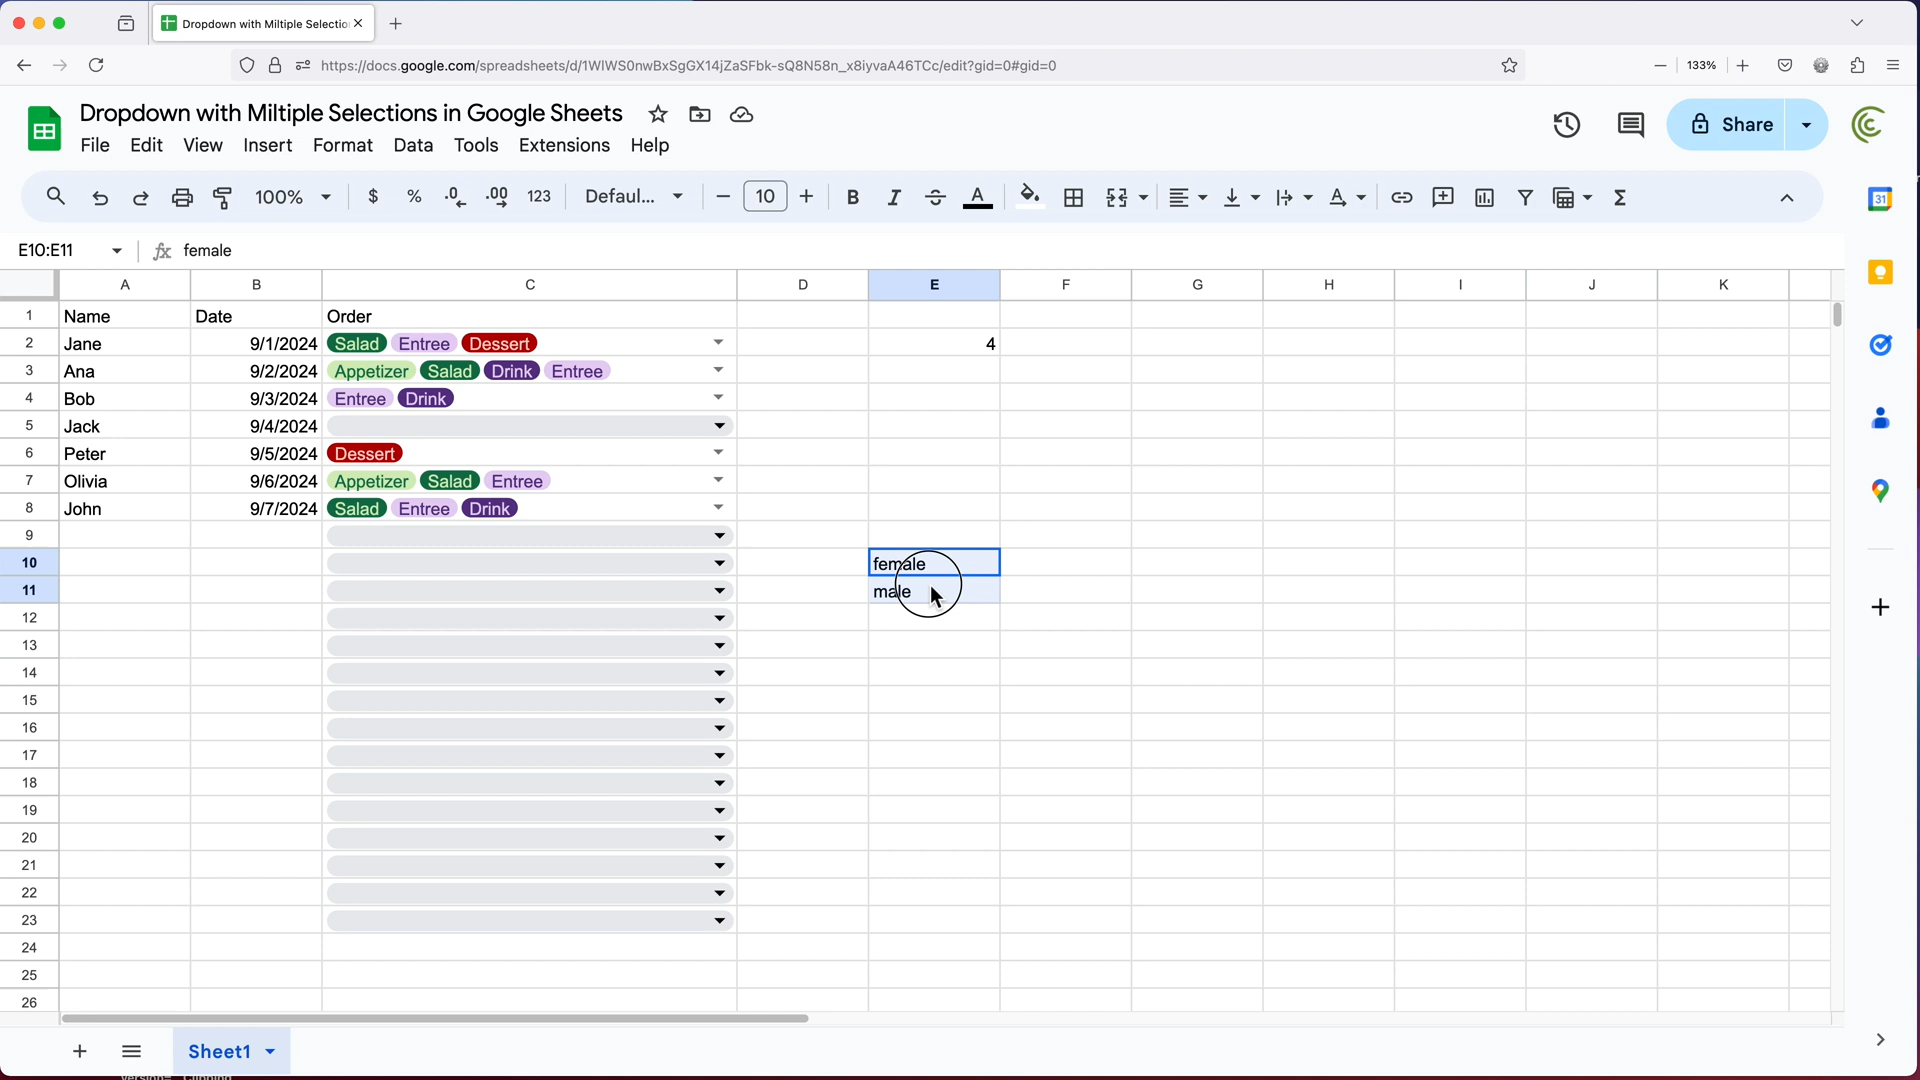 Dropdown with Miltiple Selectio
https://docs.google.com/spreadsheets/d/1WlWS0nwBxSgGX14jZaSFbk-sQ8N58n_x8iyvaA46TCc/edit?gid=0#gid=0
133%
Dropdown with Miltiple Selections in Google Sheets
File Edit View Insert Format Data Tools Extensions Help
Share
100% $ % .0 .00 123 Defaul... 10 B I A
31
E10:E11 fx female
A B C D E F G H I J K
1 Name Date Order
2 Jane 9/1/2024 Salad Entree Dessert 4
3 Ana 9/2/2024 Appetizer Salad Drink Entree
4 Bob 9/3/2024 Entree Drink
5 Jack 9/4/2024
6 Peter 9/5/2024 Dessert
7 Olivia 9/6/2024 Appetizer Salad Entree
8 John 9/7/2024 Salad Entree Drink
9
10 female
11 male
12
13
14
15
16
17
18
19
20
21
22
23
24
25
26
Sheet1